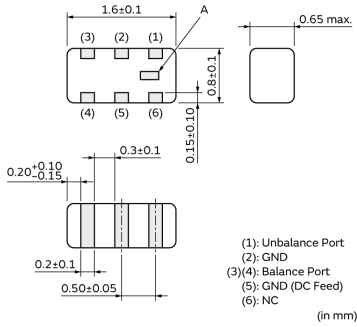 1.6±0.1
A
0.65 max.
(3) (2) (1)
0.8±0.1
(4) (5) (6)
0.15±0.10
0.3±0.1
0.20+0.10 −0.15
0.2±0.1
0.50±0.05
(1): Unbalance Port
(2): GND
(3)(4): Balance Port
(5): GND (DC Feed)
(6): NC
(in mm)